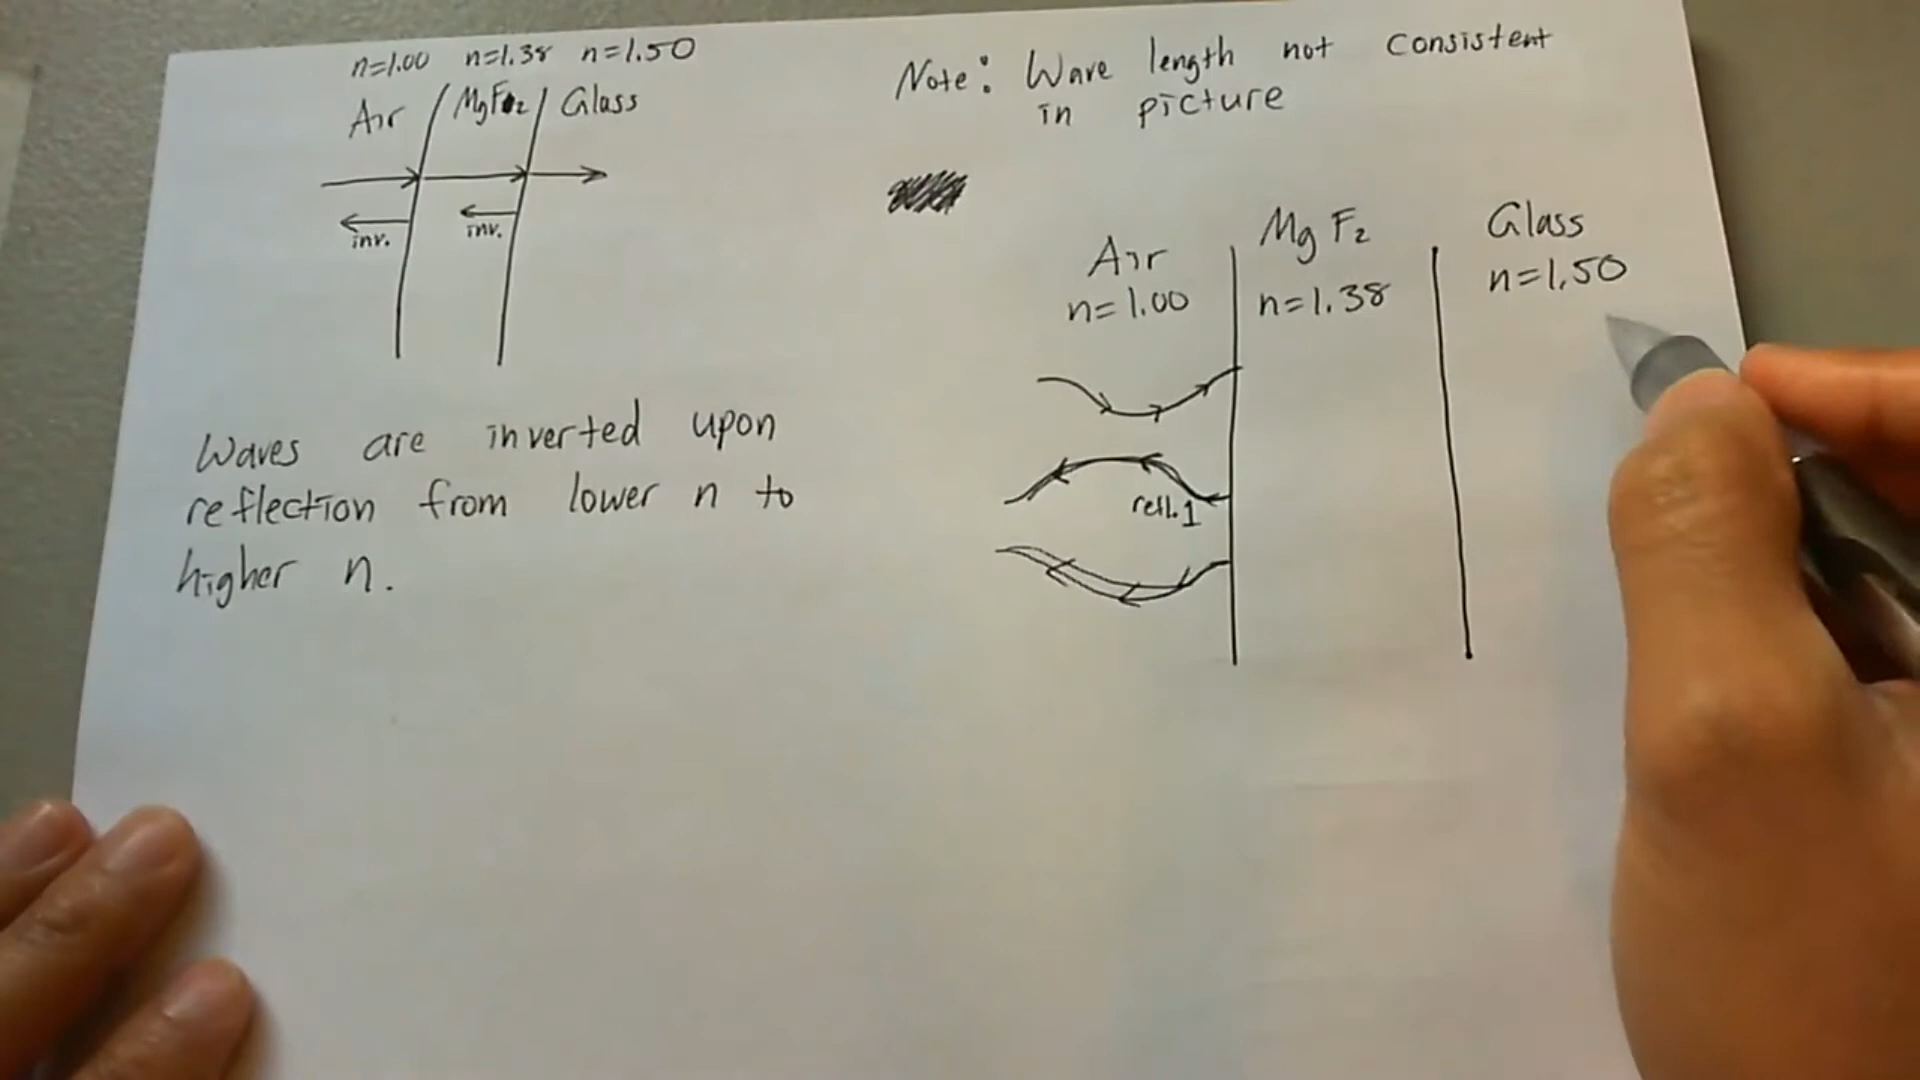 n=1.00 n=1.38 n=1.50
Air MgF2 Glass
inv. inv.
Waves are inverted upon
reflection from lower n to
higher n.
Note: Wave length not consistent
in picture
Air MgF2 Glass
n=1.00 n=1.38 n=1.50
refl.1